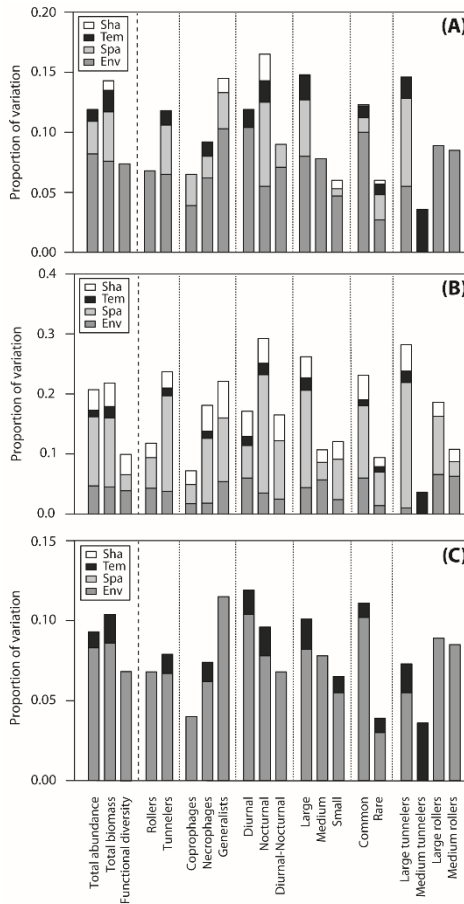 (A)
Sha
Tem
Spa
Env
Proportion of variation
0.20
0.15
0.10
0.05
0.00
(B)
Sha
Tem
Spa
Env
Proportion of variation
0.4
0.3
0.2
0.1
0.0
(C)
Sha
Tem
Spa
Env
Proportion of variation
0.15
0.10
0.05
0.00
Total abundance
Total biomass
Functional diversity
Rollers
Tunnelers
Coprophages
Necrophages
Generalists
Diurnal
Nocturnal
Diurnal-Nocturnal
Large
Medium
Small
Common
Rare
Large tunnelers
Medium tunnelers
Large rollers
Medium rollers